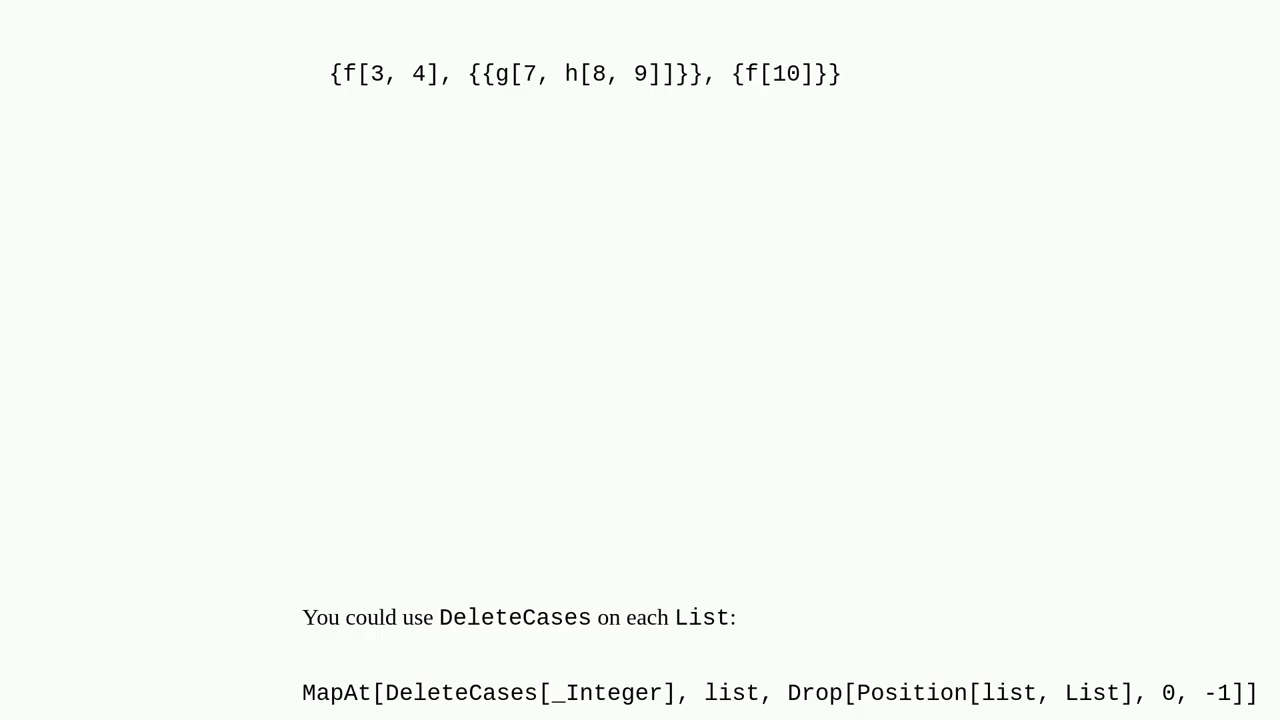 {f[3, 4], {{g[7, h[8, 9]]}}, {f[10]}}
You could use DeleteCases on each List:
MapAt[DeleteCases[_Integer], list, Drop[Position[list, List], 0, -1]]